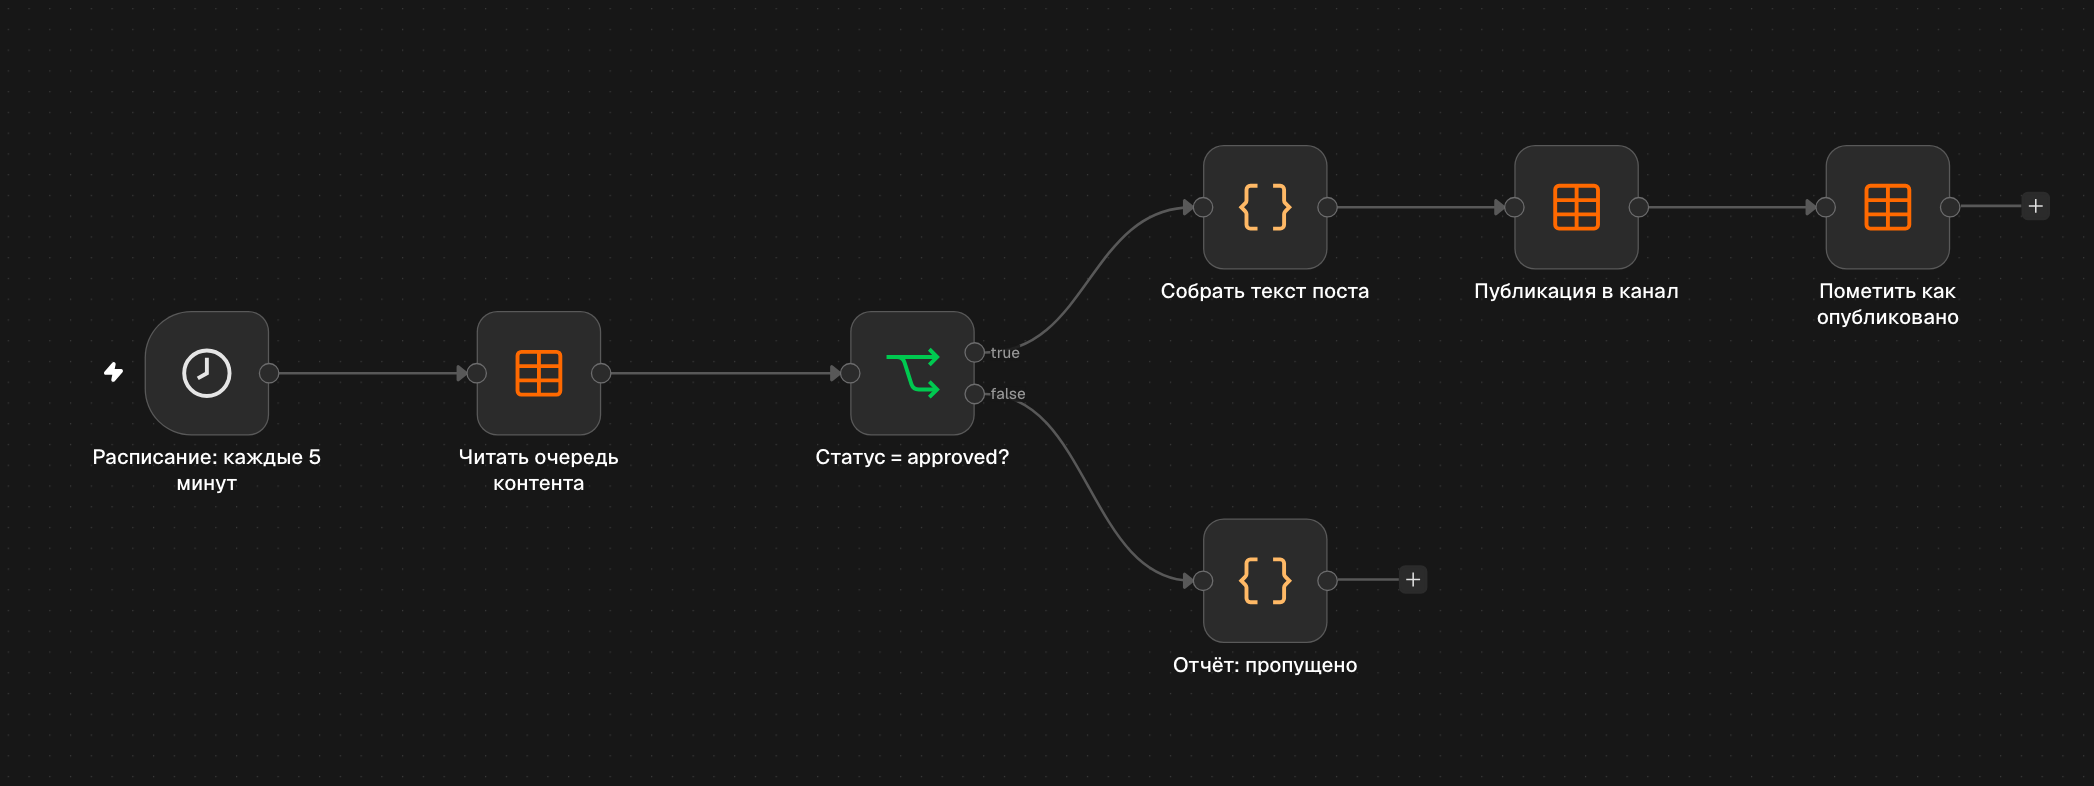 Расписание: каждые 5
минут
Читать очередь
контента
Статус = approved?
true
false
Собрать текст поста
Публикация в канал
Пометить как
опубликовано
Отчёт: пропущено